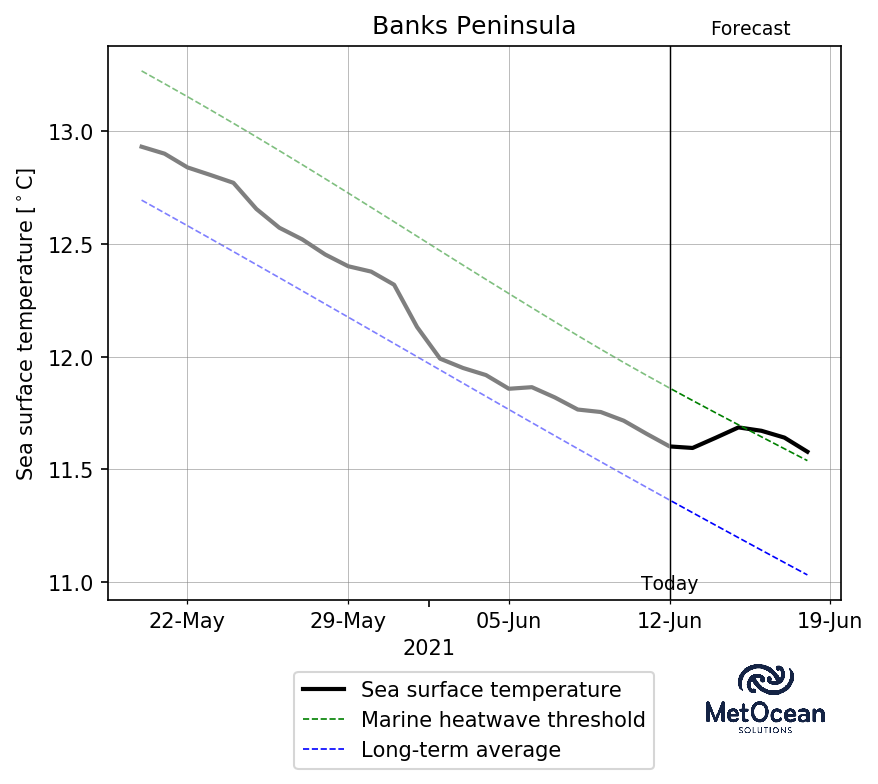 Banks Peninsula
Forecast
Sea surface temperature [°C]
13.0
12.5
12.0
11.5
11.0
Today
22-May
29-May
05-Jun
12-Jun
19-Jun
2021
Sea surface temperature
Marine heatwave threshold
Long-term average
MetOcean
SOLUTIONS